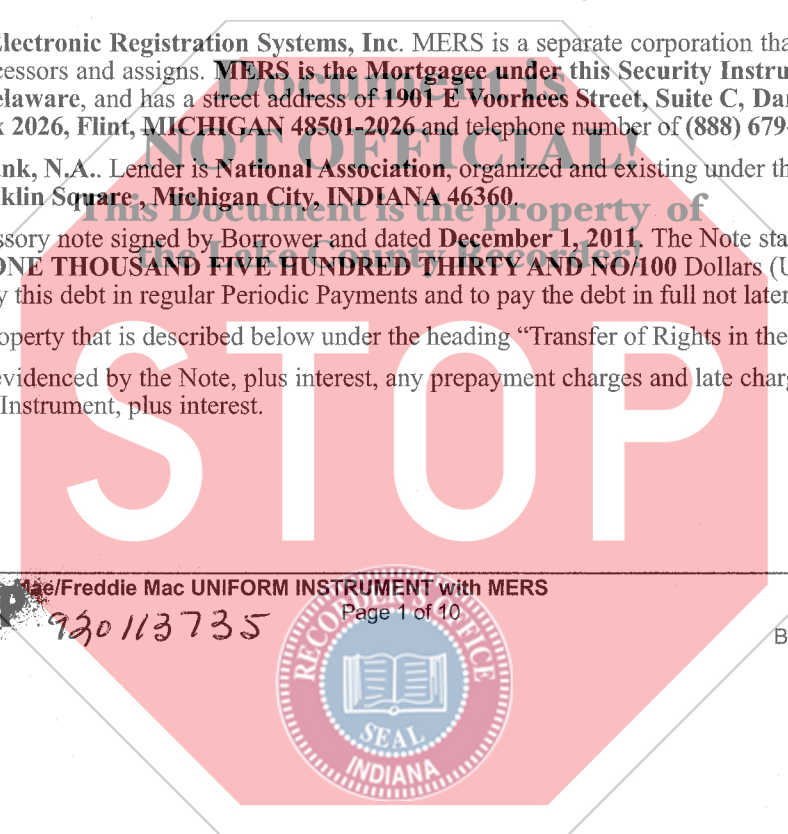 Electronic Registration Systems, Inc. MERS is a separate corporation tha
cessors and assigns. MERS is the Mortgagee under this Security Instru
elaware, and has a street address of 1901 E Voorhees Street, Suite C, Dan
x 2026, Flint, MICHIGAN 48501-2026 and telephone number of (888) 679-
ank, N.A.. Lender is National Association, organized and existing under th
klin Square , Michigan City, INDIANA 46360.
ssory note signed by Borrower and dated December 1, 2011. The Note sta
ONE THOUSAND FIVE HUNDRED THIRTY AND NO/100 Dollars (U
y this debt in regular Periodic Payments and to pay the debt in full not later
operty that is described below under the heading “Transfer of Rights in the
evidenced by the Note, plus interest, any prepayment charges and late charg
Instrument, plus interest.
Document is
NOT OFFICIAL!
This Document is the property of
the Lake County Recorder!
STOP
Mae/Freddie Mac UNIFORM INSTRUMENT with MERS
Page 1 of 10
920113735
B
RECORDER'S OFFICE
SEAL
INDIANA